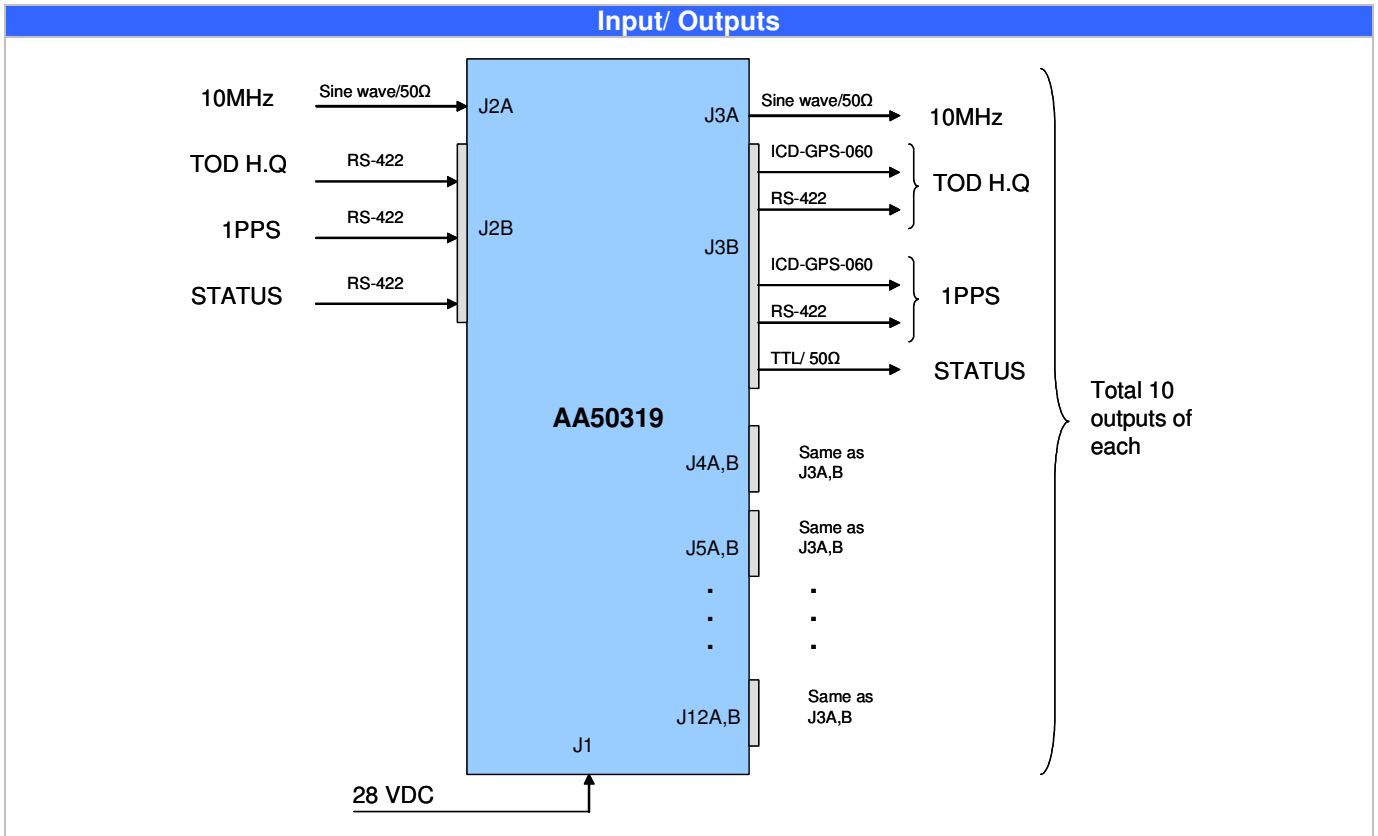 Input/ Outputs
10MHz
Sine wave/50Ω
J2A
TOD H.Q
RS-422
1PPS
RS-422
J2B
STATUS
RS-422
J3A
Sine wave/50Ω
10MHz
ICD-GPS-060
RS-422
TOD H.Q
J3B
ICD-GPS-060
RS-422
1PPS
TTL/ 50Ω
STATUS
Total 10
outputs of
each
AA50319
J4A,B
Same as
J3A,B
J5A,B
Same as
J3A,B
.
.
.
.
.
.
J12A,B
Same as
J3A,B
J1
28 VDC